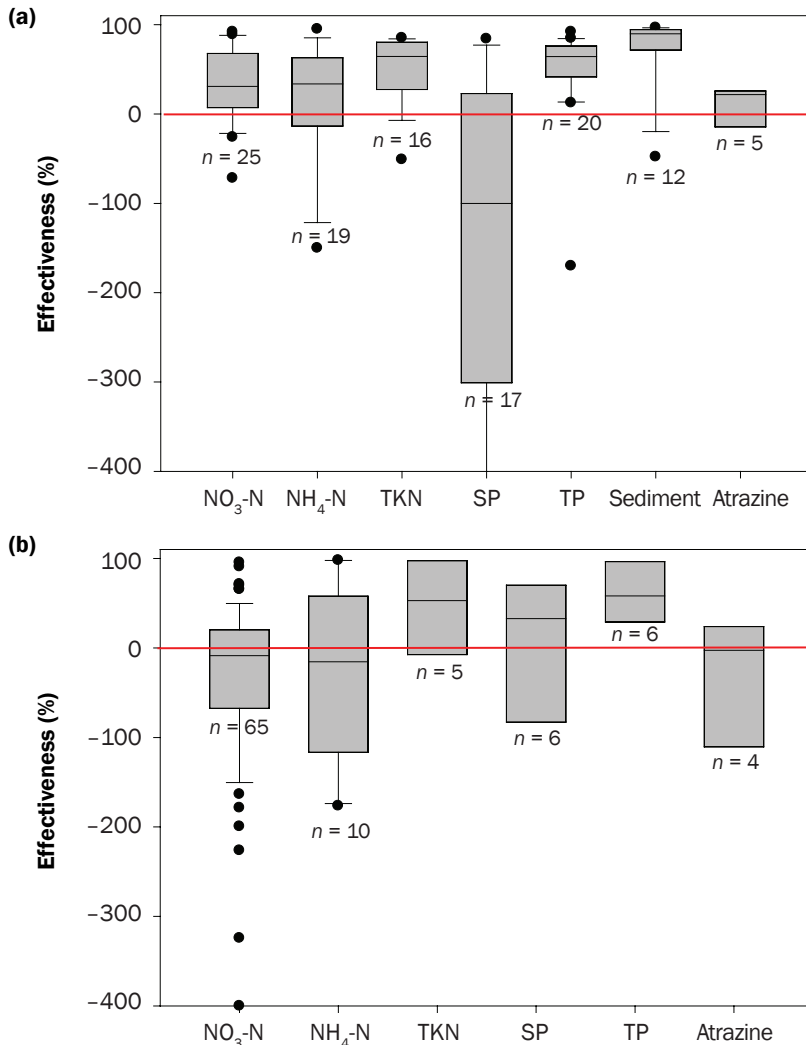 (a)
Effectiveness (%)
100
0
−100
−200
−300
−400
n = 25
n = 19
n = 16
n = 17
n = 20
n = 12
n = 5
NO₃-N NH₄-N TKN SP TP Sediment Atrazine
(b)
Effectiveness (%)
100
0
−100
−200
−300
−400
n = 65
n = 10
n = 5
n = 6
n = 6
n = 4
NO₃-N NH₄-N TKN SP TP Atrazine